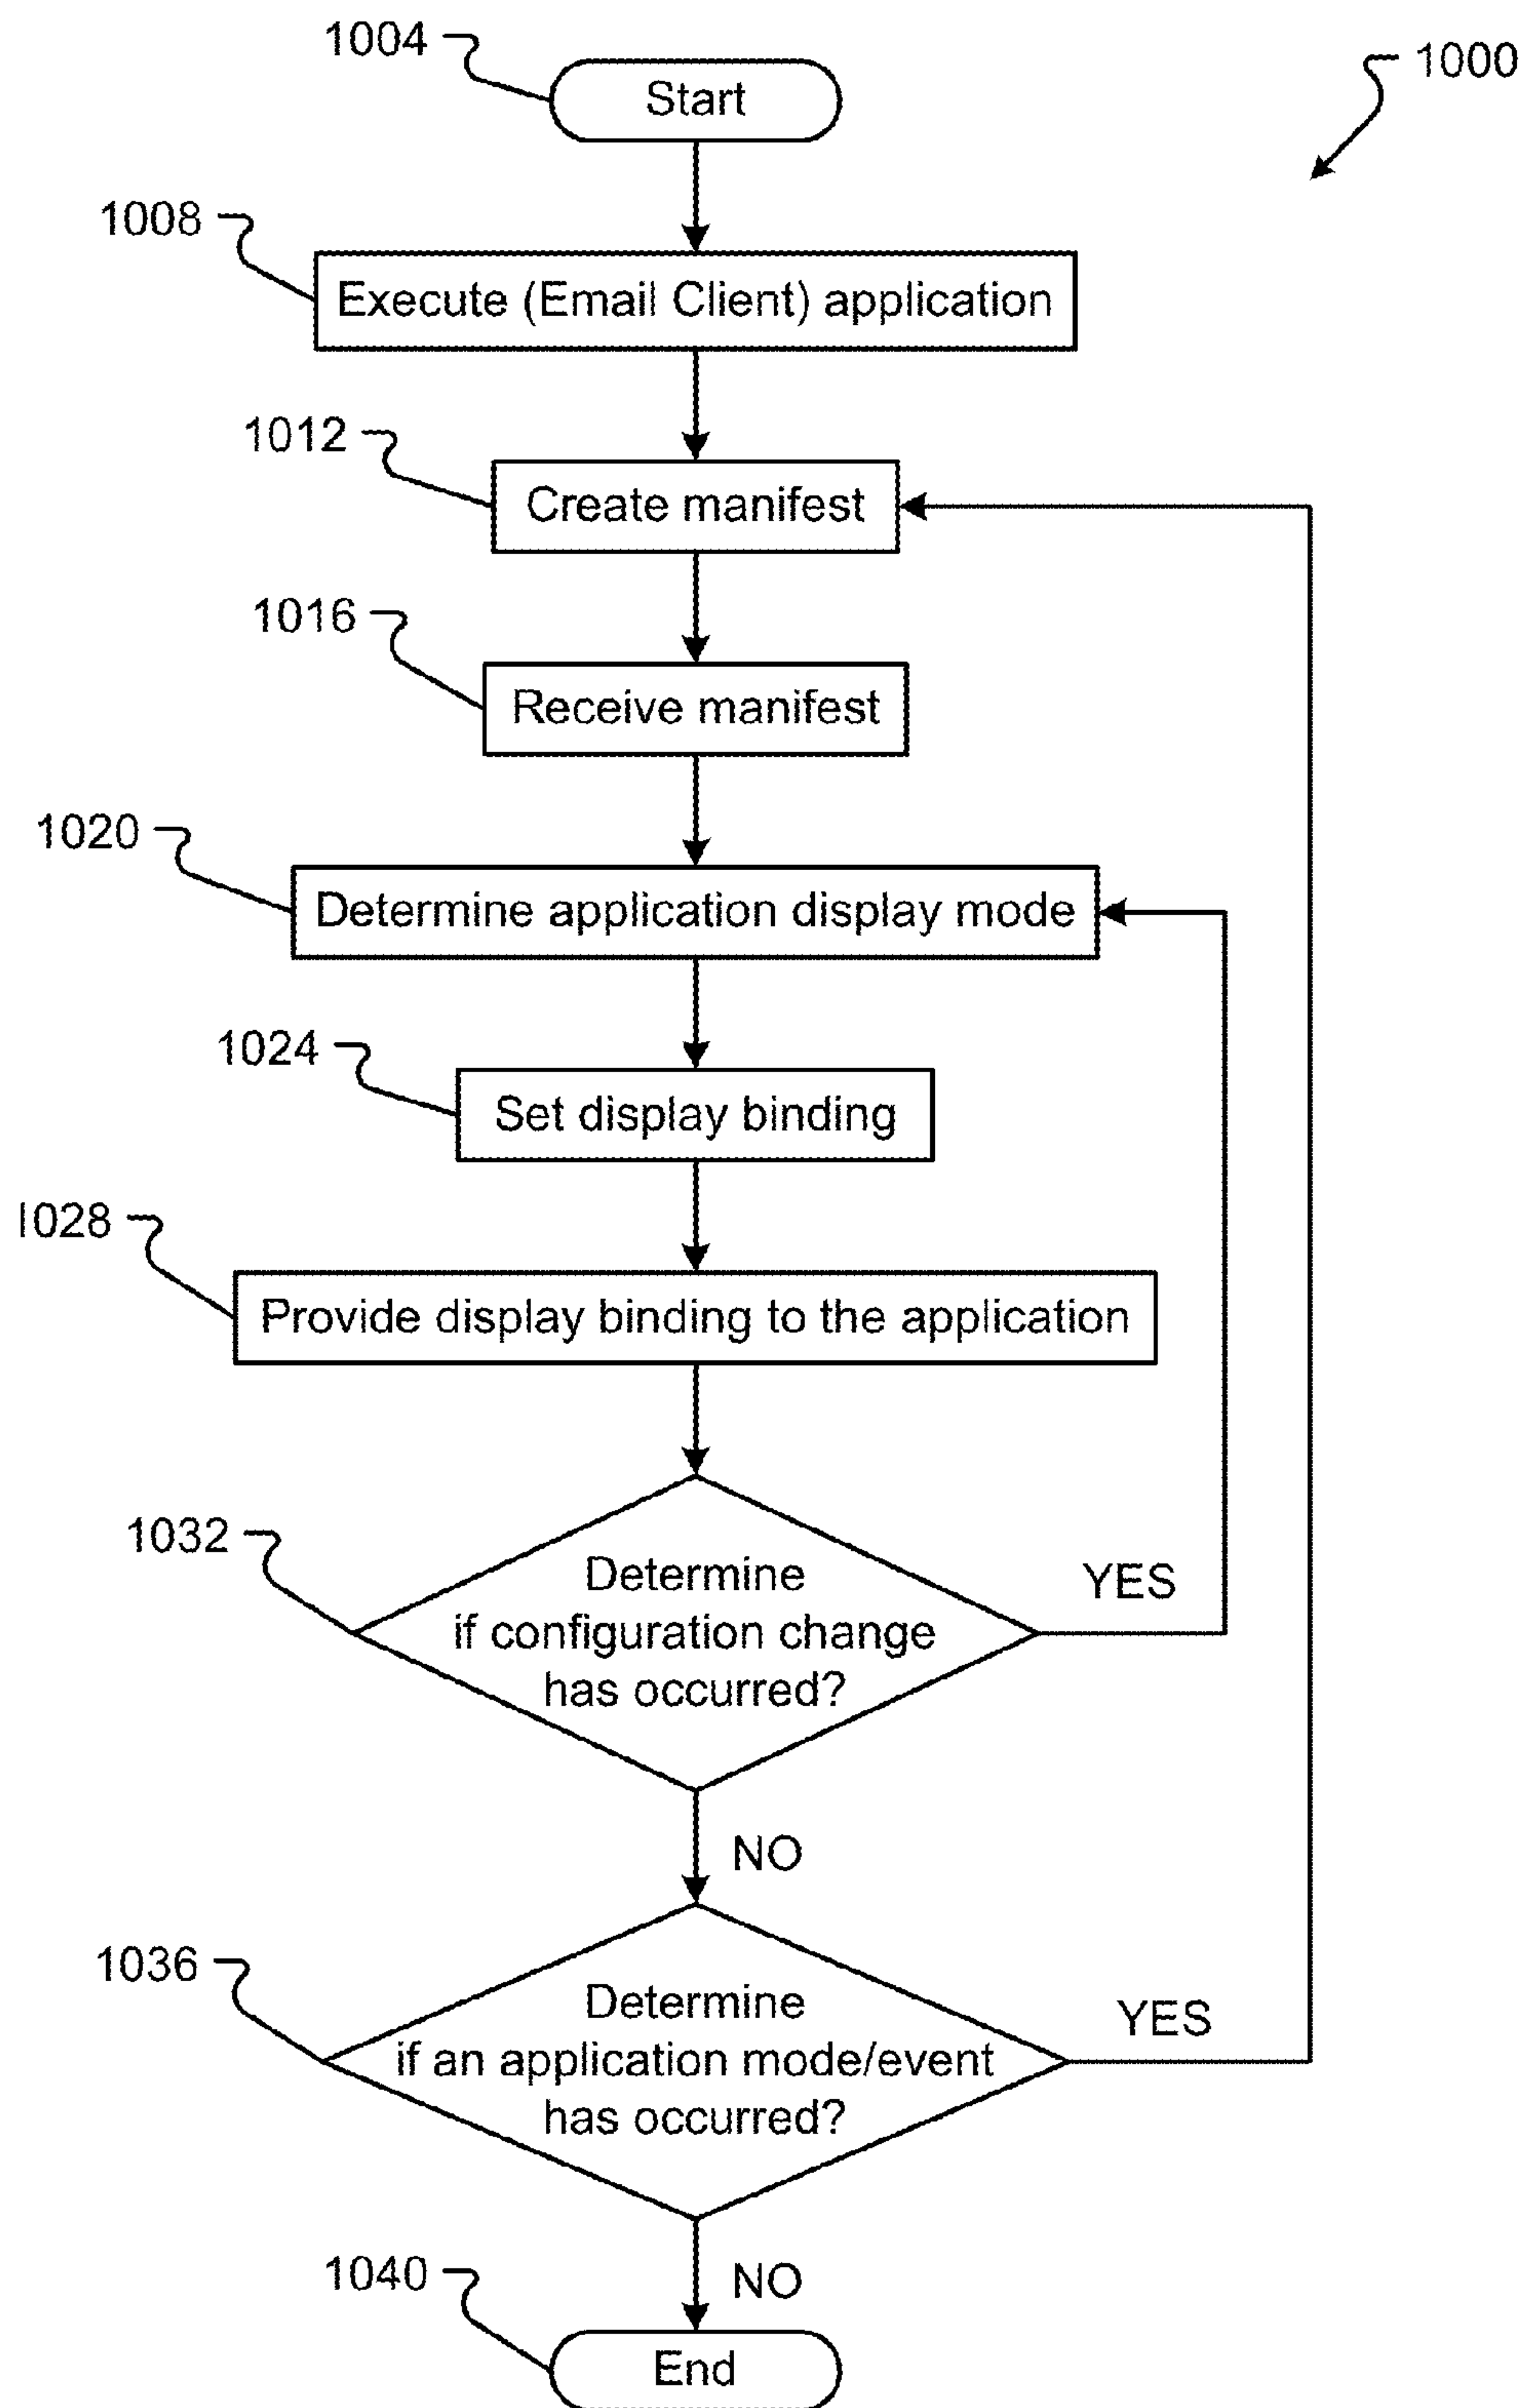 1004
Start
1000
1008
Execute (Email Client) application
1012
Create manifest
1016
Receive manifest
1020
Determine application display mode
1024
Set display binding
1028
Provide display binding to the application
1032
Determine
if configuration change
has occurred?
YES
NO
1036
Determine
if an application mode/event
has occurred?
YES
NO
1040
End